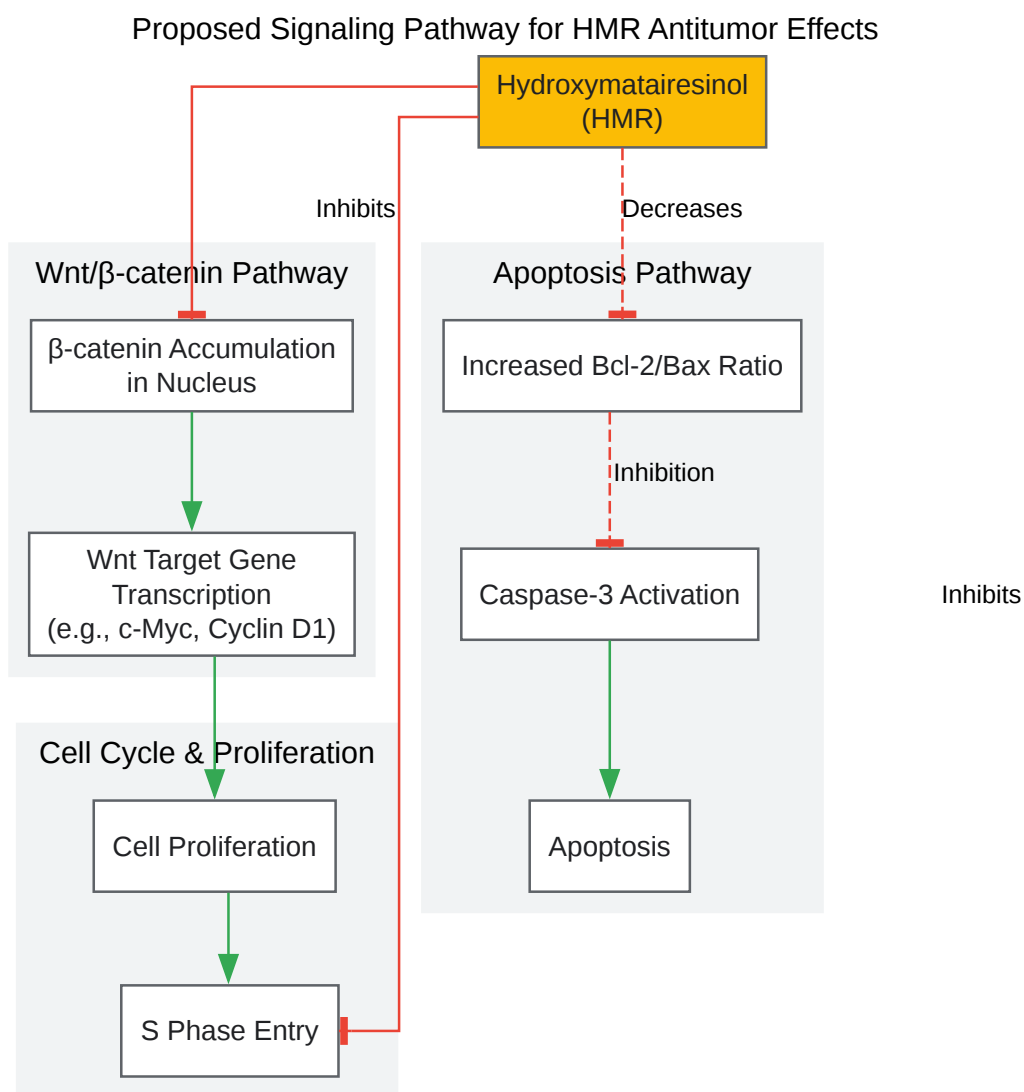 Proposed Signaling Pathway for HMR Antitumor Effects
Hydroxymatairesinol
(HMR)
Inhibits
Decreases
Wnt/β-catenin Pathway
Apoptosis Pathway
β-catenin Accumulation
in Nucleus
Increased Bcl-2/Bax Ratio
Inhibition
Wnt Target Gene
Transcription
(e.g., c-Myc, Cyclin D1)
Caspase-3 Activation
Inhibits
Cell Cycle & Proliferation
Cell Proliferation
Apoptosis
S Phase Entry